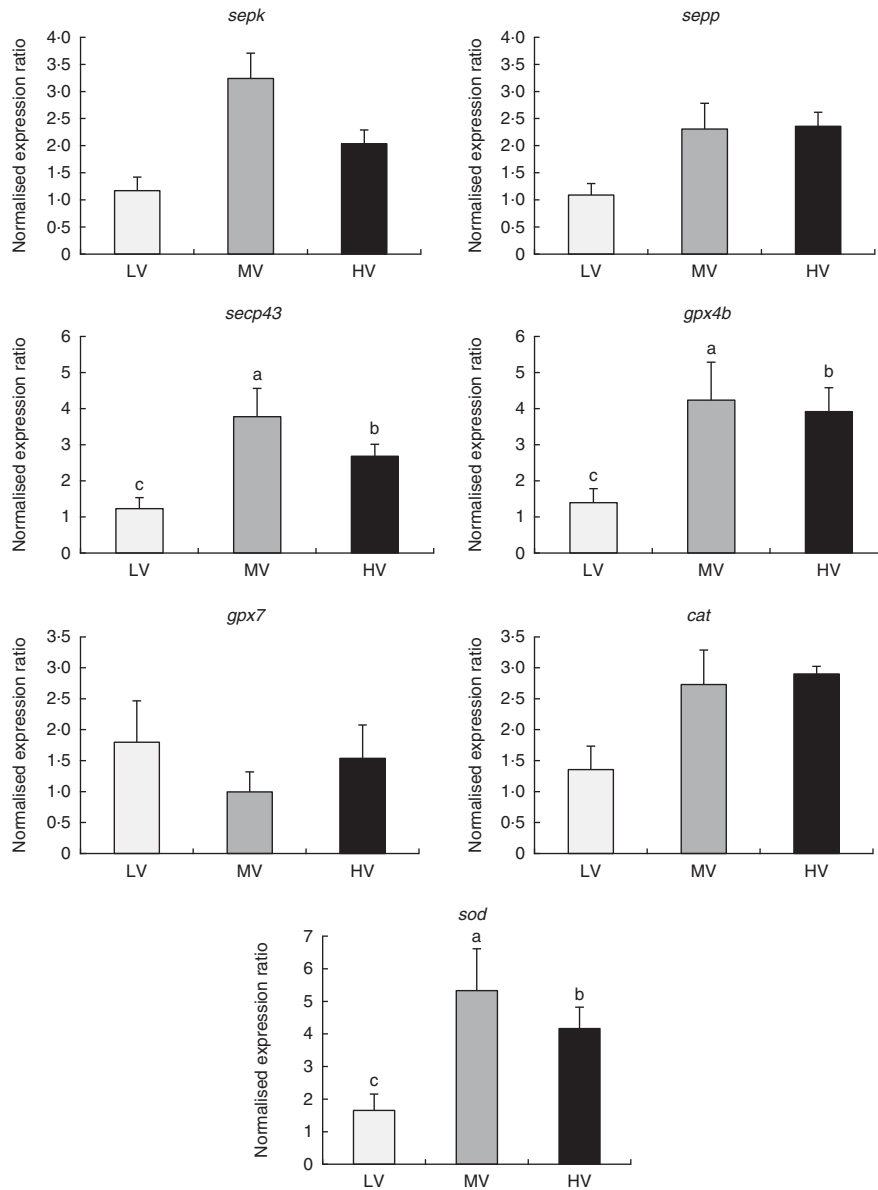 sepk
Normalised expression ratio
4·0
3·5
3·0
2·5
2·0
1·5
1·0
0·5
0
LV MV HV
sepp
Normalised expression ratio
4·0
3·5
3·0
2·5
2·0
1·5
1·0
0·5
0
LV MV HV
secp43
Normalised expression ratio
6
5
4
3
2
1
0
c a b
LV MV HV
gpx4b
Normalised expression ratio
6
5
4
3
2
1
0
c a b
LV MV HV
gpx7
Normalised expression ratio
3·5
3·0
2·5
2·0
1·5
1·0
0·5
0
LV MV HV
cat
Normalised expression ratio
3·5
3·0
2·5
2·0
1·5
1·0
0·5
0
LV MV HV
sod
Normalised expression ratio
7
6
5
4
3
2
1
0
c a b
LV MV HV